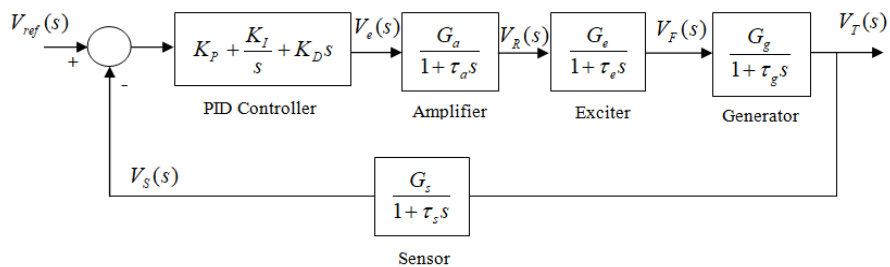 V_ref(s)
+
-
K_P + K_I/s + K_D s
PID Controller
V_e(s)
G_a/(1+τ_a s)
Amplifier
V_R(s)
G_e/(1+τ_e s)
Exciter
V_F(s)
G_g/(1+τ_g s)
Generator
V_T(s)
V_S(s)
G_s/(1+τ_s s)
Sensor